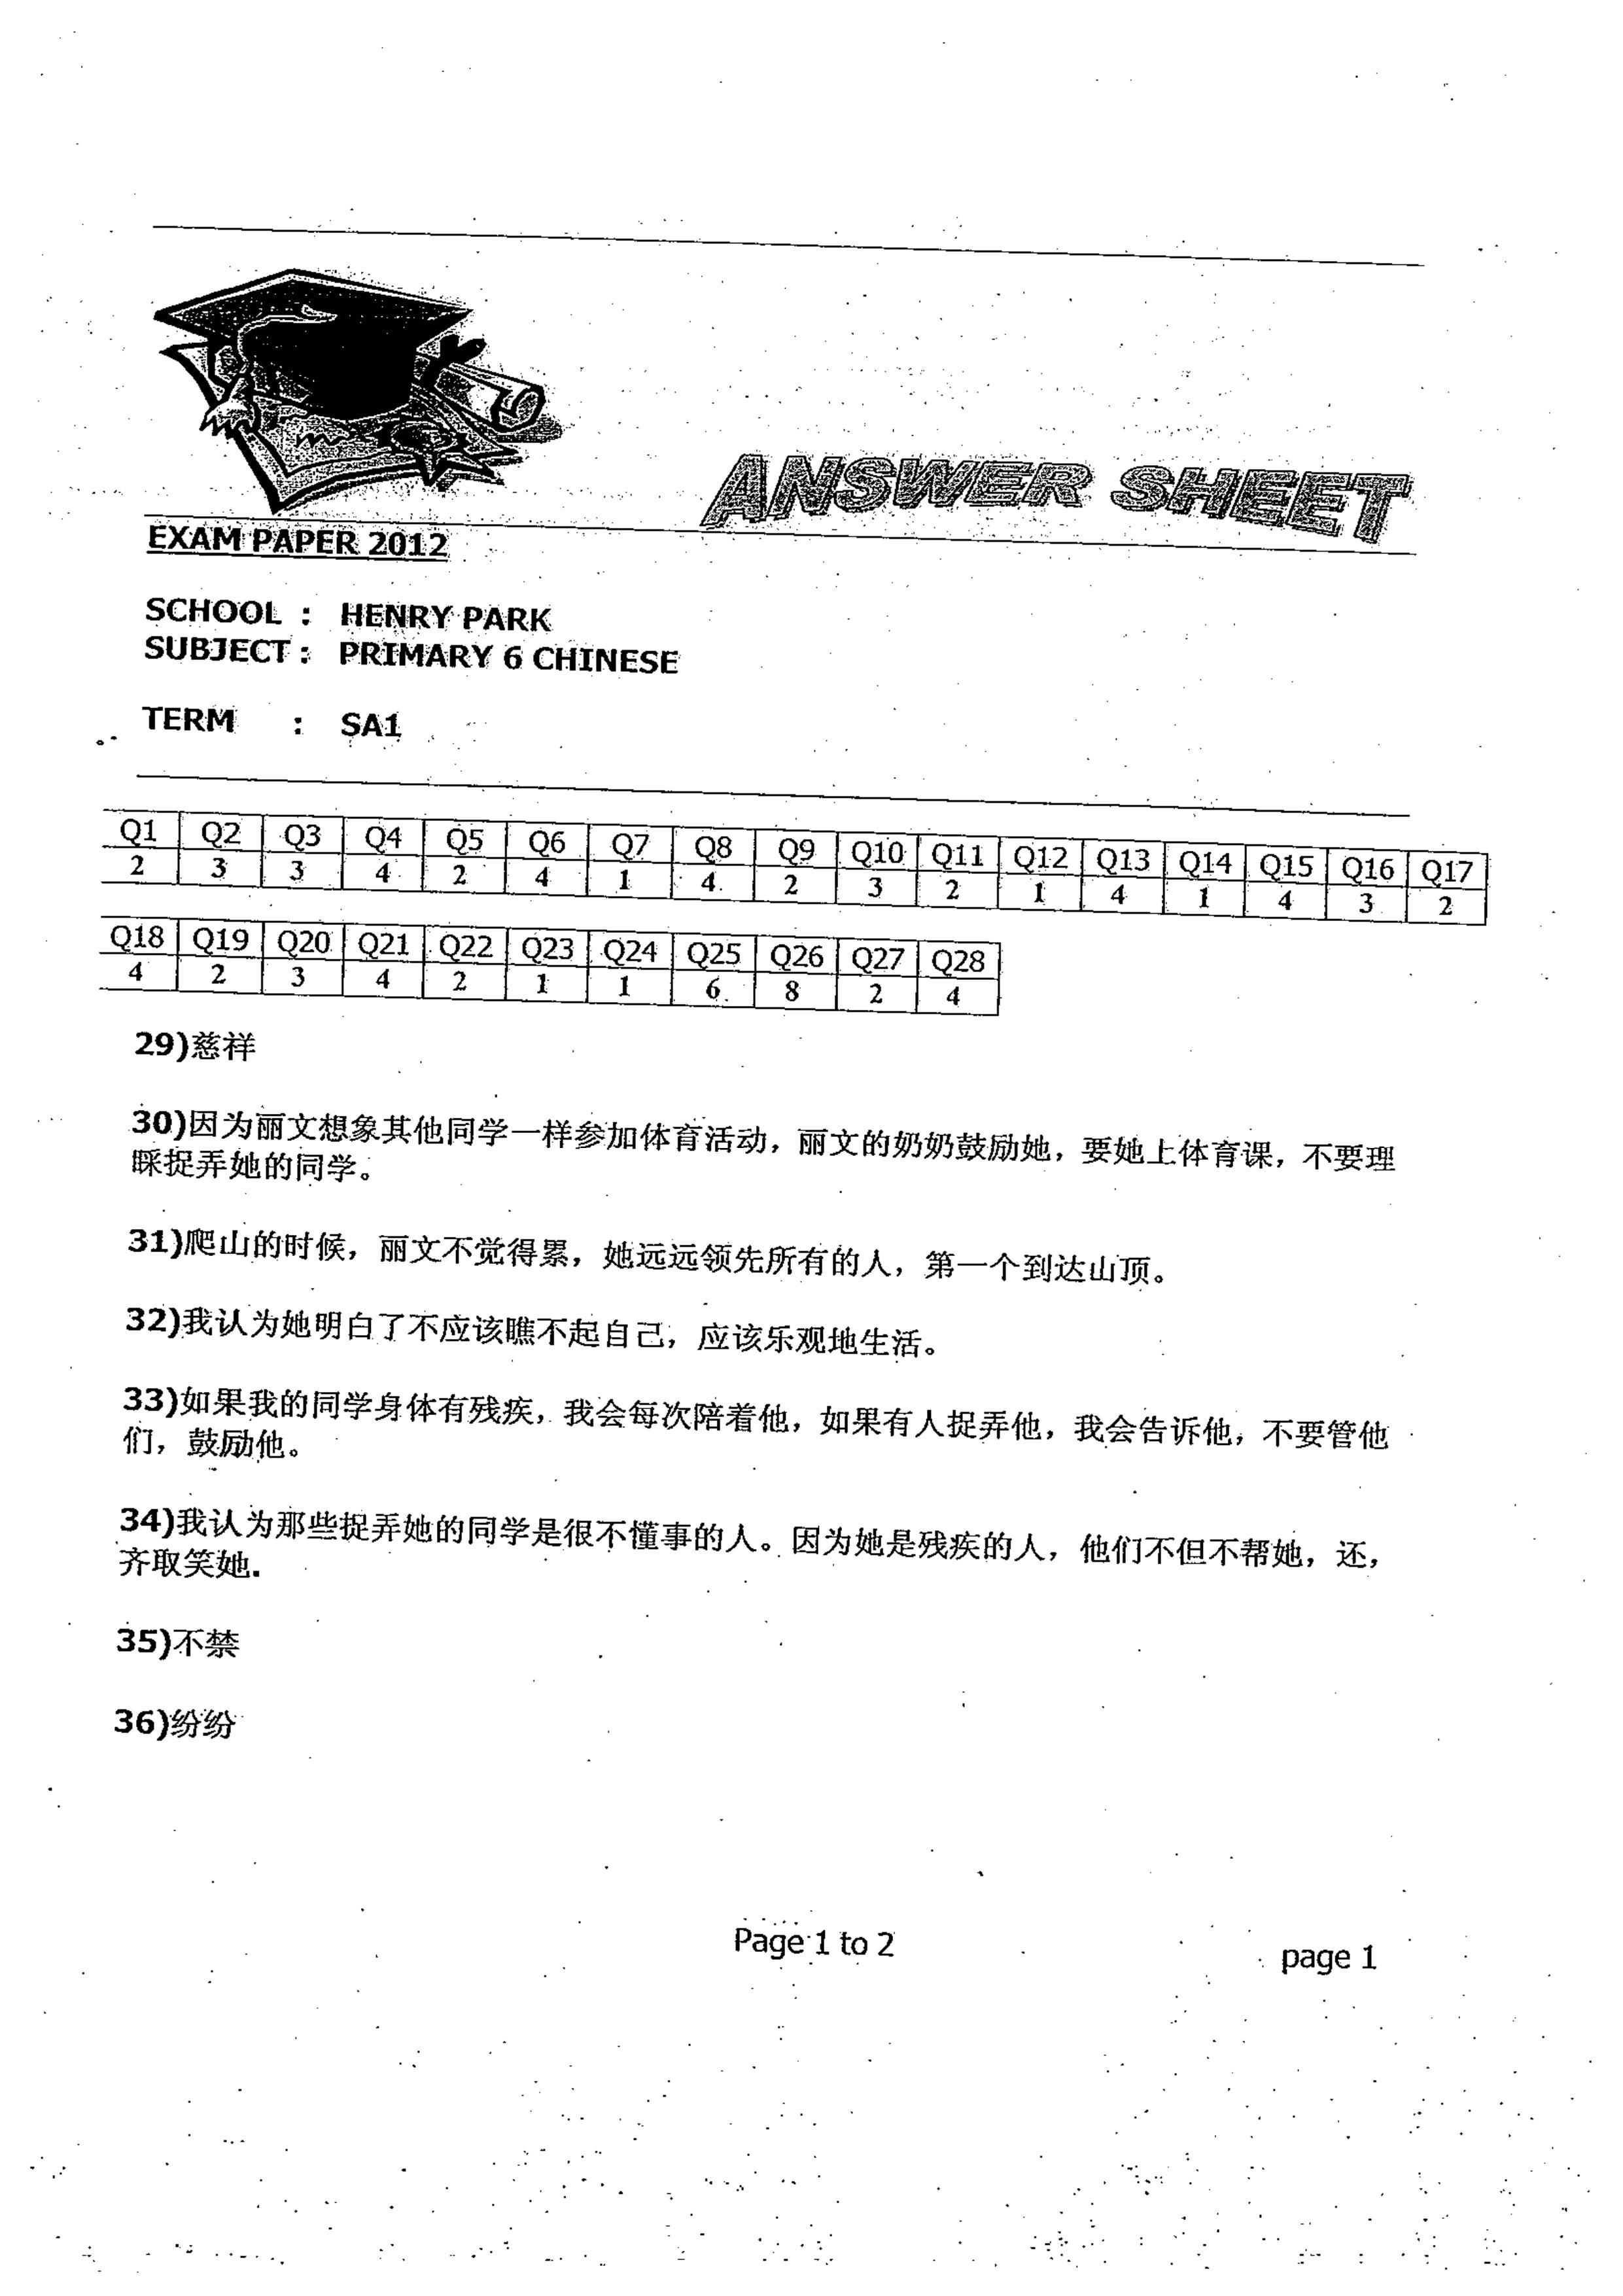 ANSWER SHEET
EXAM PAPER 2012
SCHOOL : HENRY PARK
SUBJECT : PRIMARY 6 CHINESE
TERM : SA1
Q1 Q2 Q3 Q4 Q5 Q6 Q7 Q8 Q9 Q10 Q11 Q12 Q13 Q14 Q15 Q16 Q17
2 3 3 4 2 4 1 4 2 3 2 1 4 1 4 3 2
Q18 Q19 Q20 Q21 Q22 Q23 Q24 Q25 Q26 Q27 Q28
4 2 3 4 2 1 1 6 8 2 4
29)慈祥
30)因为丽文想象其他同学一样参加体育活动，丽文的奶奶鼓励她，要她上体育课，不要理
睬捉弄她的同学。
31)爬山的时候，丽文不觉得累，她远远领先所有的人，第一个到达山顶。
32)我认为她明白了不应该瞧不起自己，应该乐观地生活。
33)如果我的同学身体有残疾，我会每次陪着他，如果有人捉弄他，我会告诉他，不要管他
们，鼓励他。
34)我认为那些捉弄她的同学是很不懂事的人。因为她是残疾的人，他们不但不帮她，还，
齐取笑她.
35)不禁
36)纷纷
Page 1 to 2
page 1